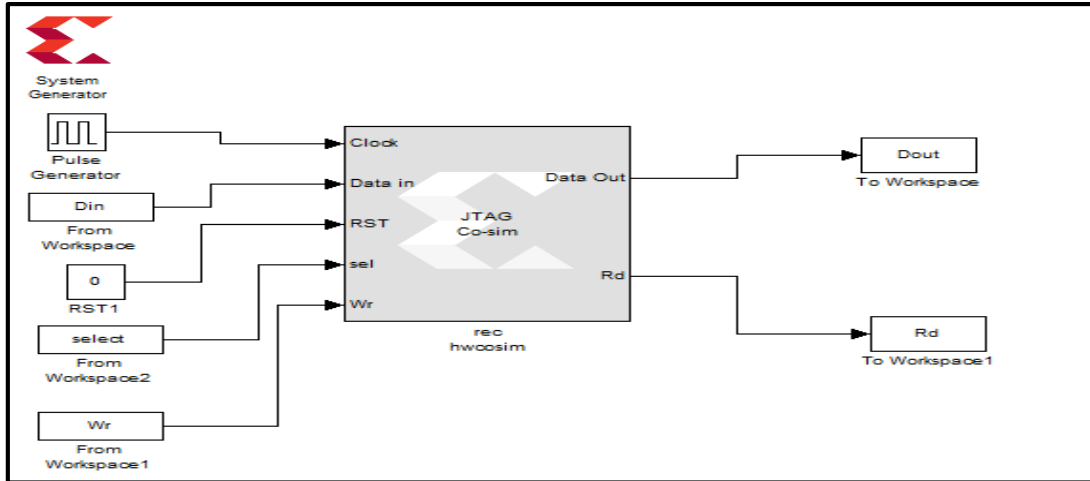 System
Generator
Pulse
Generator
Din
From
Workspace
0
RST1
select
From
Workspace2
Wr
From
Workspace1
Clock
Data in
RST
sel
Wr
JTAG
Co-sim
Data Out
Rd
rec
hwcosim
Dout
To Workspace
Rd
To Workspace1